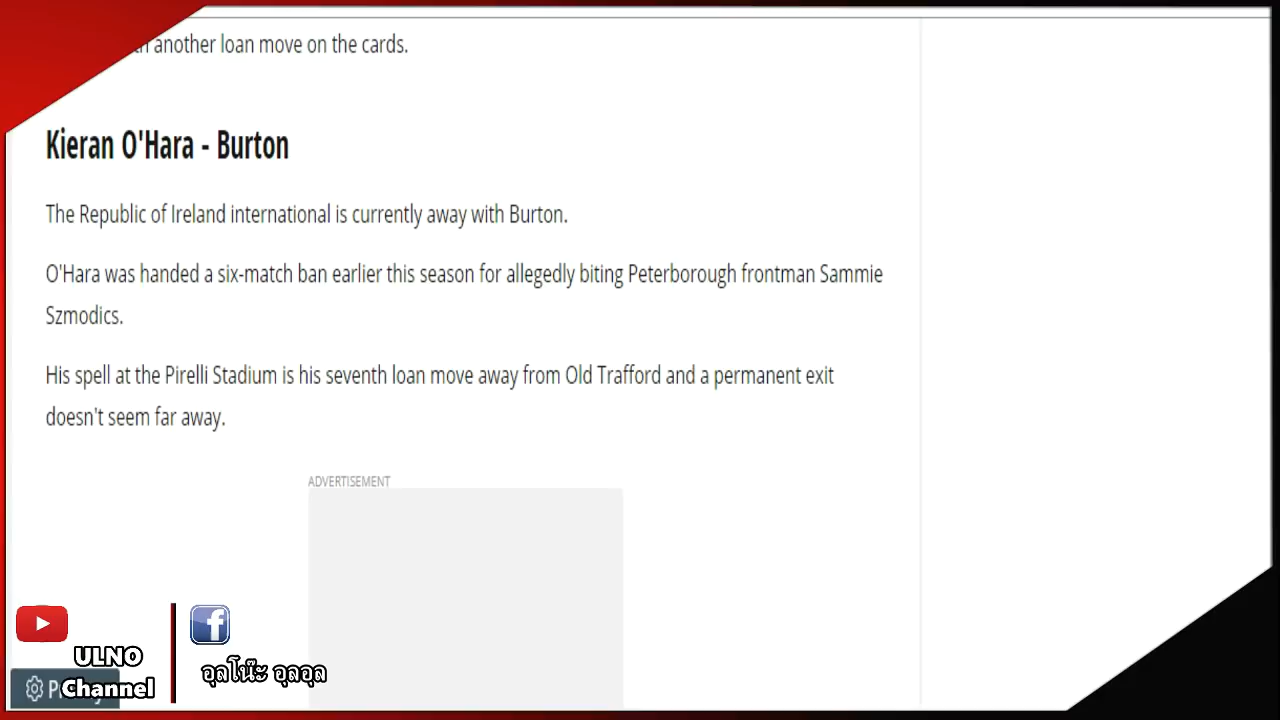 another loan move on the cards.
Kieran O'Hara - Burton
The Republic of Ireland international is currently away with Burton.
O'Hara was handed a six-match ban earlier this season for allegedly biting Peterborough frontman Sammie
Szmodics.
His spell at the Pirelli Stadium is his seventh loan move away from Old Trafford and a permanent exit
doesn't seem far away.
ADVERTISEMENT
ULNO
Channel
อุลโน๊ะ อุลอุล